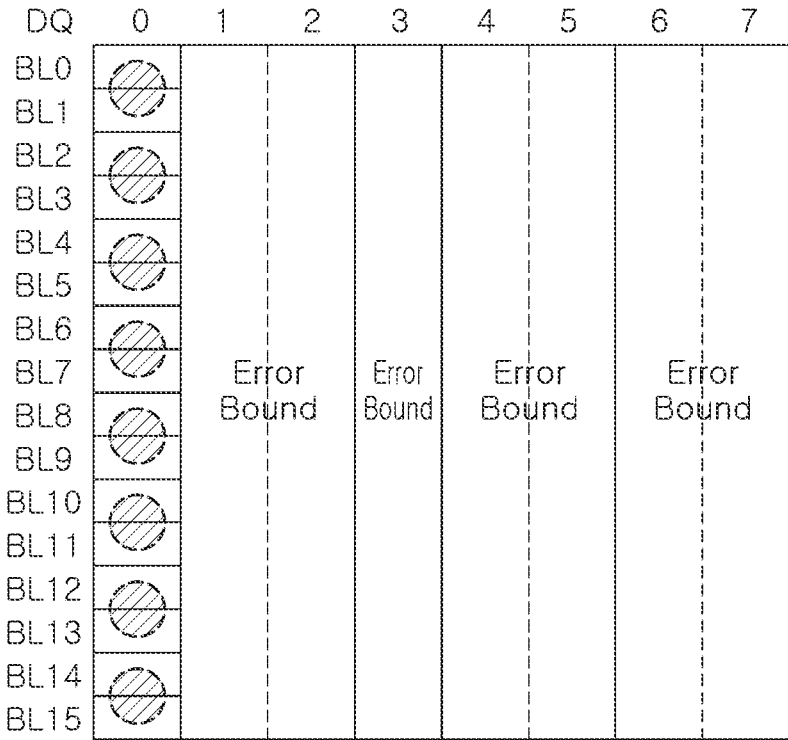 DQ 0 1 2 3 4 5 6 7
BL0
BL1
BL2
BL3
BL4
BL5
BL6
BL7 Error Error Error Error
BL8 Bound Bound Bound Bound
BL9
BL10
BL11
BL12
BL13
BL14
BL15